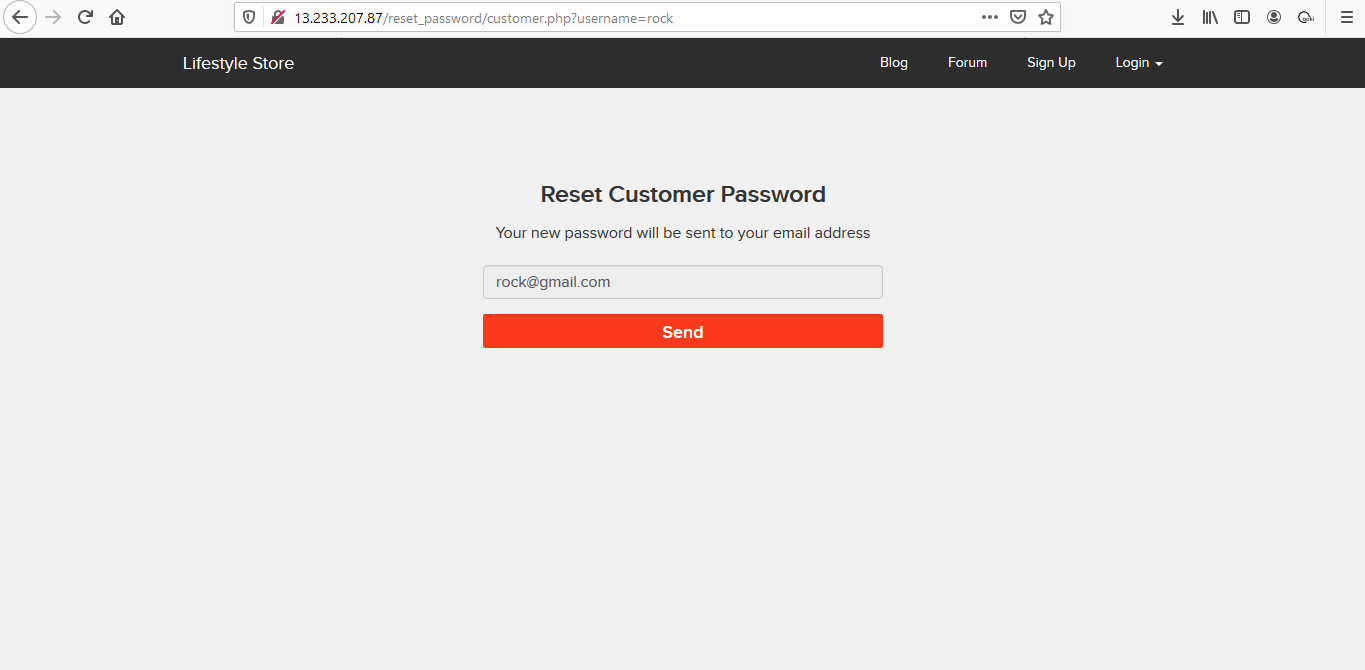 13.233.207.87/reset_password/customer.php?username=rock
Lifestyle Store
Blog
Forum
Sign Up
Login
Reset Customer Password
Your new password will be sent to your email address
rock@gmail.com
Send